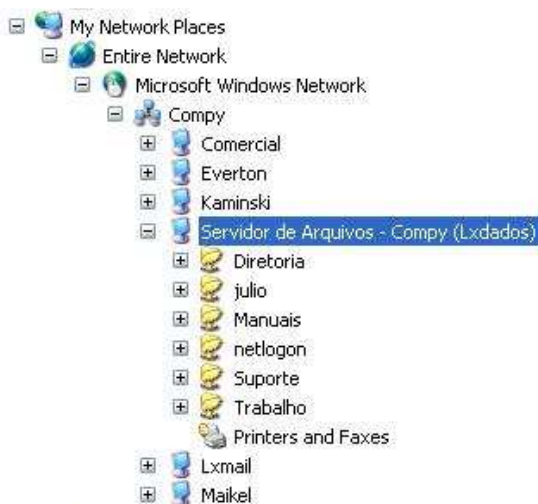 My Network Places
Entire Network
Microsoft Windows Network
Compy
Comercial
Everton
Kaminski
Servidor de Arquivos - Compy (Lxdados)
Diretoria
julio
Manuais
netlogon
Suporte
Trabalho
Printers and Faxes
Lxmail
Maikel